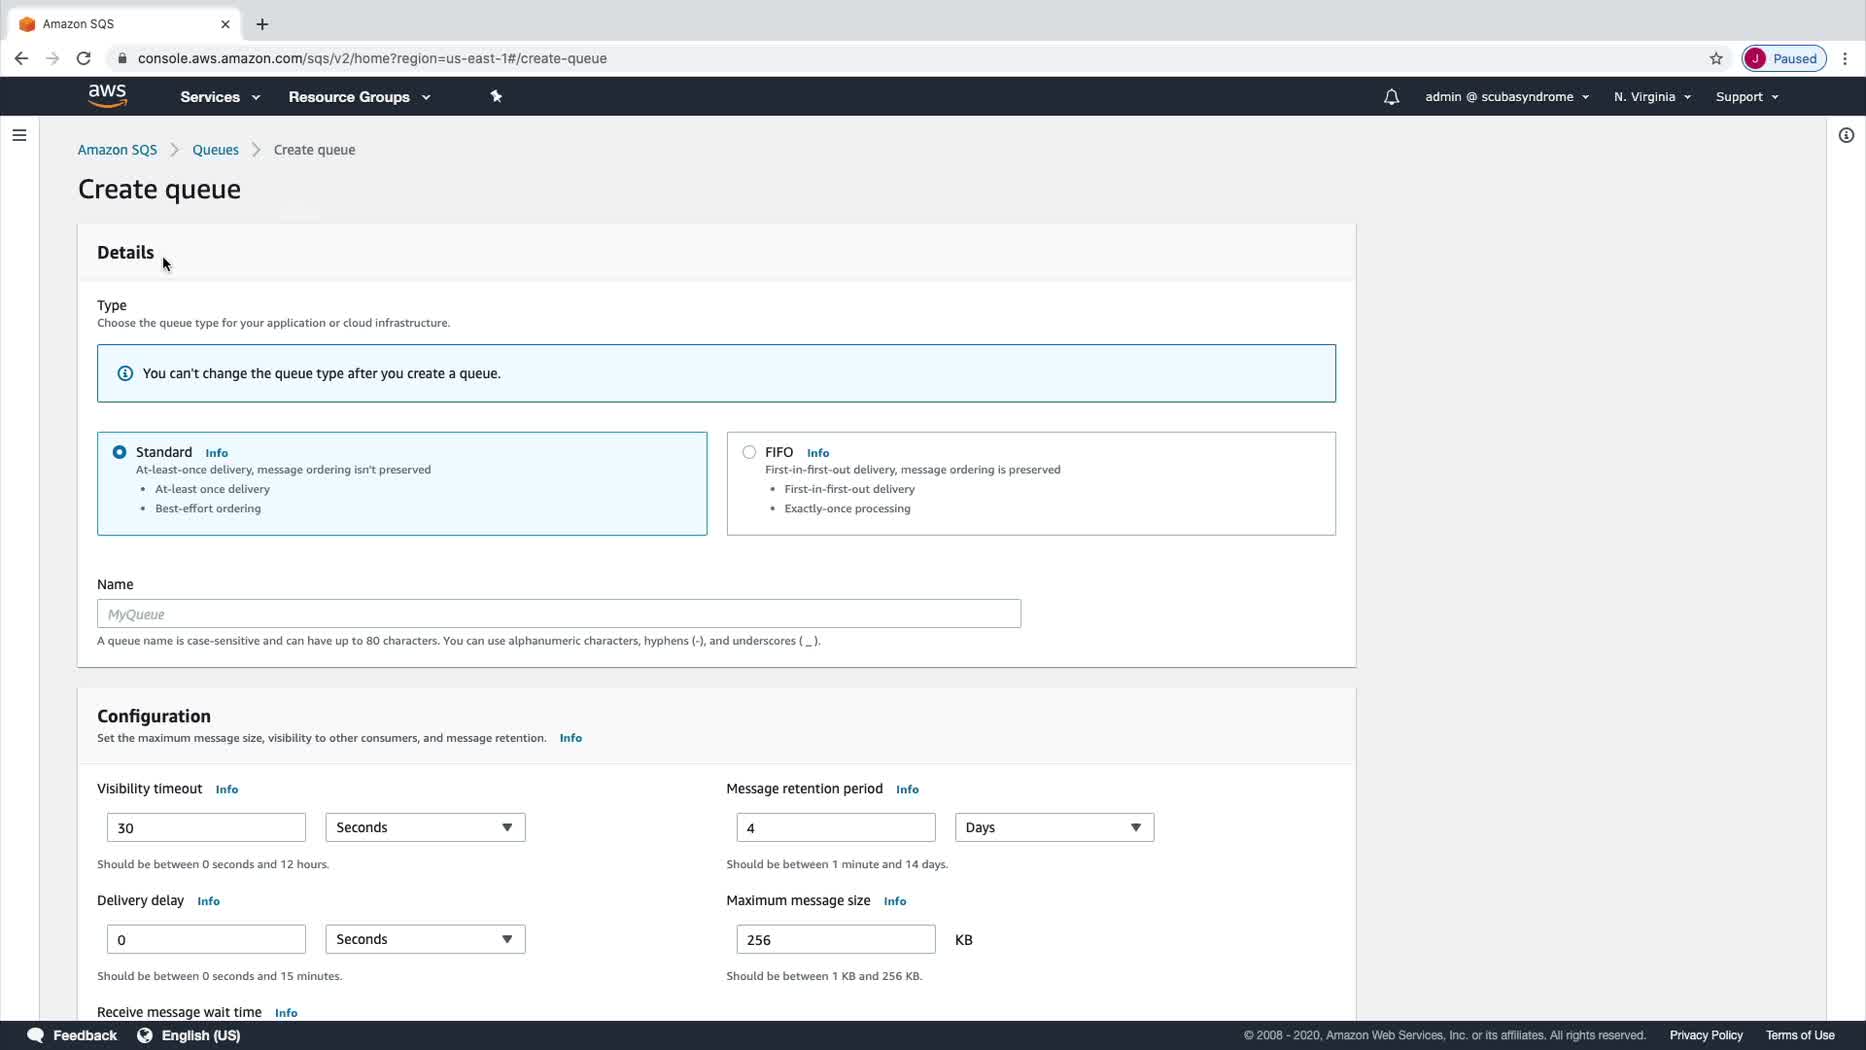 Amazon SQS
console.aws.amazon.com/sqs/v2/home?region=us-east-1#/create-queue
J Paused
aws Services Resource Groups admin @ scubasyndrome N. Virginia Support
Amazon SQS Queues Create queue
Create queue
Details
Type
Choose the queue type for your application or cloud infrastructure.
You can't change the queue type after you create a queue.
Standard Info
At-least-once delivery, message ordering isn't preserved
• At-least once delivery
• Best-effort ordering
FIFO Info
First-in-first-out delivery, message ordering is preserved
• First-in-first-out delivery
• Exactly-once processing
Name
MyQueue
A queue name is case-sensitive and can have up to 80 characters. You can use alphanumeric characters, hyphens (-), and underscores ( _ ).
Configuration
Set the maximum message size, visibility to other consumers, and message retention. Info
Visibility timeout Info
30 Seconds
Should be between 0 seconds and 12 hours.
Message retention period Info
4 Days
Should be between 1 minute and 14 days.
Delivery delay Info
0 Seconds
Should be between 0 seconds and 15 minutes.
Maximum message size Info
256 KB
Should be between 1 KB and 256 KB.
Receive message wait time Info
Feedback English (US) © 2008 - 2020, Amazon Web Services, Inc. or its affiliates. All rights reserved. Privacy Policy Terms of Use